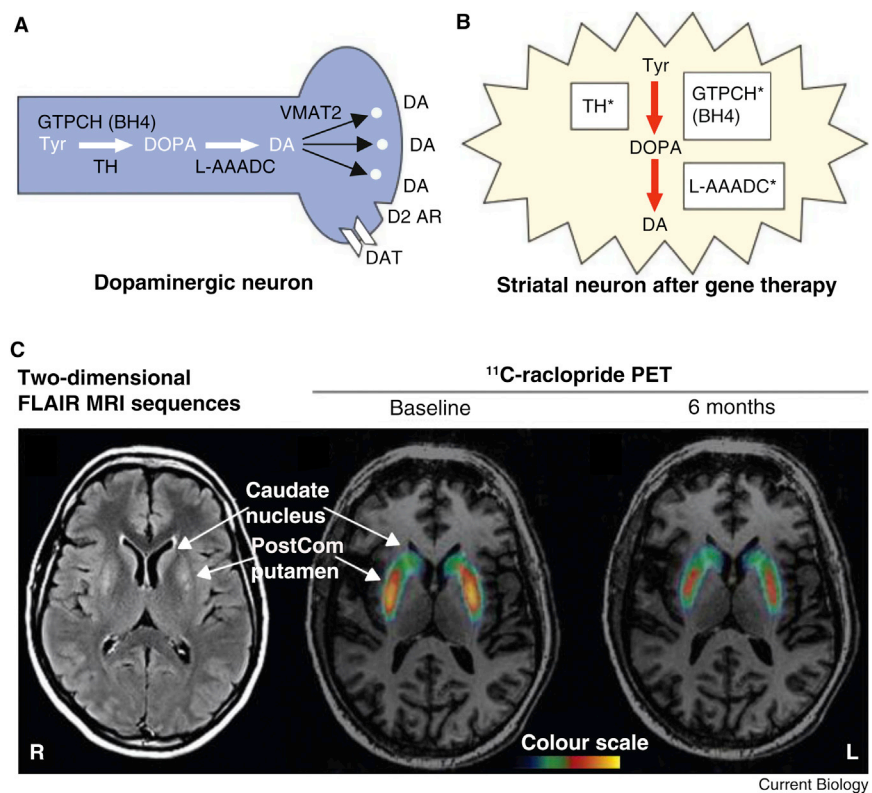 A
GTPCH (BH4)
Tyr
DOPA
DA
TH
L-AAADC
VMAT2
DA
DA
DA
D2 AR
DAT
Dopaminergic neuron
B
Tyr
TH*
GTPCH*
(BH4)
DOPA
L-AAADC*
DA
Striatal neuron after gene therapy
C
Two-dimensional
FLAIR MRI sequences
¹¹C-raclopride PET
Baseline
6 months
Caudate
nucleus
PostCom
putamen
R
Colour scale
L
Current Biology